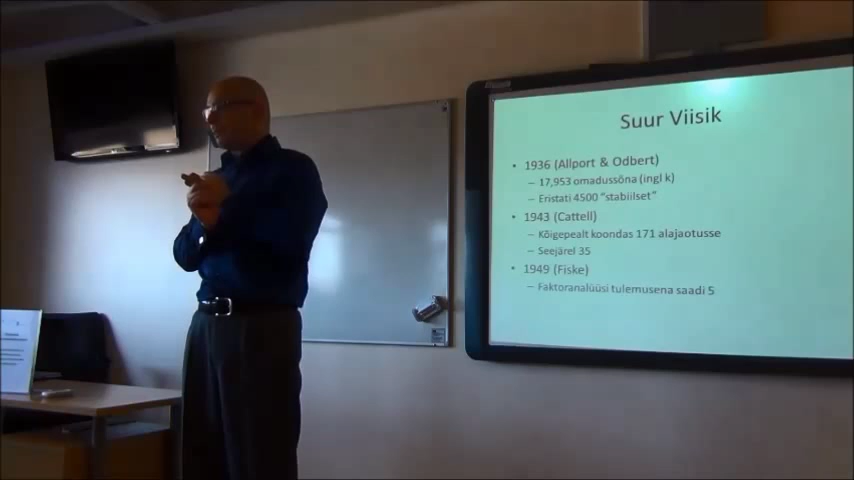 Suur Viisik
• 1936 (Allport & Odbert)
– 17,953 omadussõna (ingl k)
– Eristati 4500 "stabiilset"
• 1943 (Cattell)
– Kõigepealt koondas 171 alajaotusse
– Seejärel 35
• 1949 (Fiske)
– Faktoranalüüsi tulemusena saadi 5